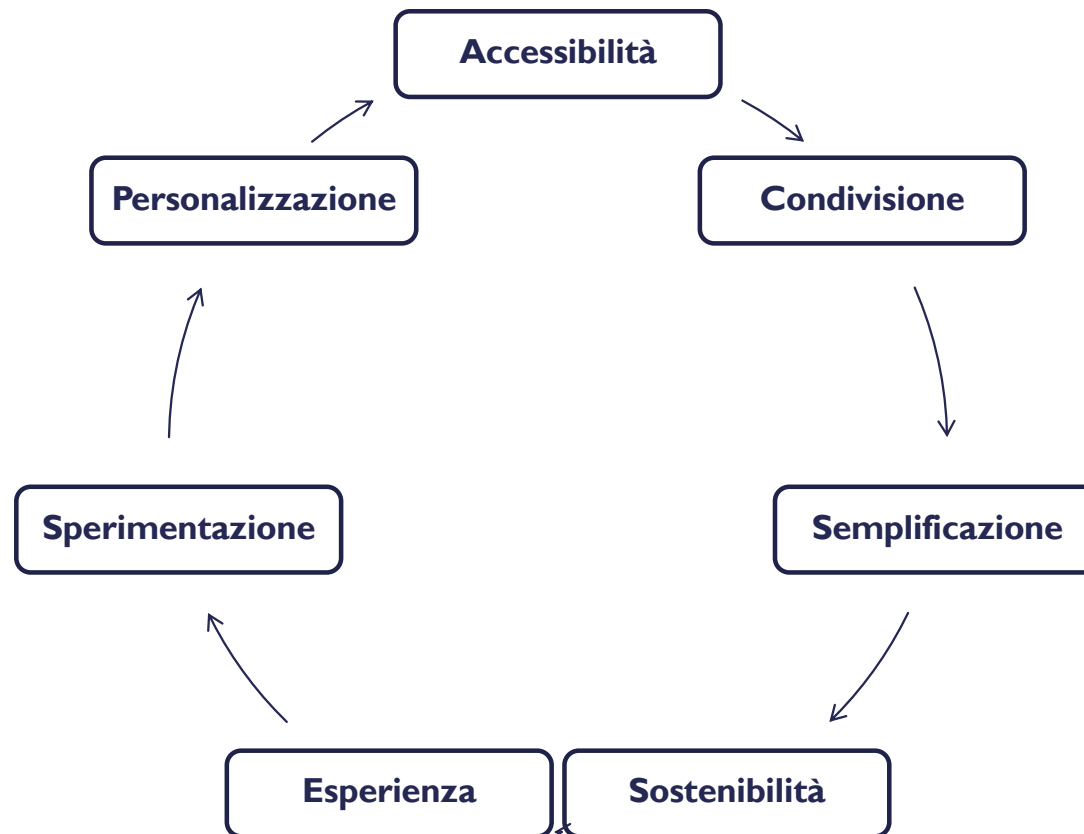 Accessibilità
Personalizzazione
Condivisione
Sperimentazione
Semplificazione
Esperienza
Sostenibilità